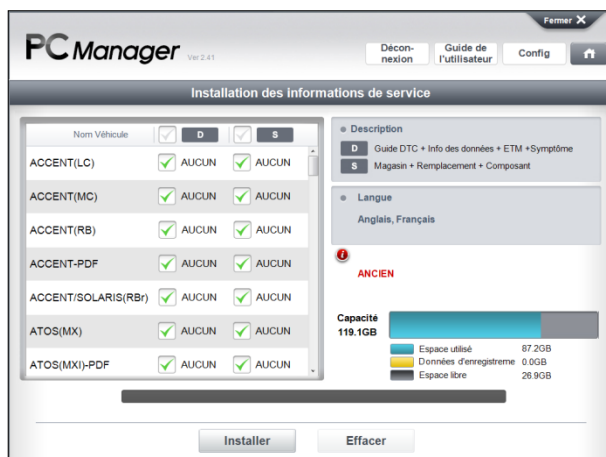 Fermer X
PC Manager Ver 2.41
Décon-
nexion
Guide de
l'utilisateur
Config
Installation des informations de service
Nom Véhicule D S
ACCENT(LC) AUCUN AUCUN
ACCENT(MC) AUCUN AUCUN
ACCENT(RB) AUCUN AUCUN
ACCENT-PDF AUCUN AUCUN
ACCENT/SOLARIS(RBr) AUCUN AUCUN
ATOS(MX) AUCUN AUCUN
ATOS(MXI)-PDF AUCUN AUCUN
Description
D Guide DTC + Info des données + ETM +Symptôme
S Magasin + Remplacement + Composant
Langue
Anglais, Français
i
ANCIEN
Capacité
119.1GB
Espace utilisé 87.2GB
Données d'enregistreme 0.0GB
Espace libre 26.9GB
Installer
Effacer